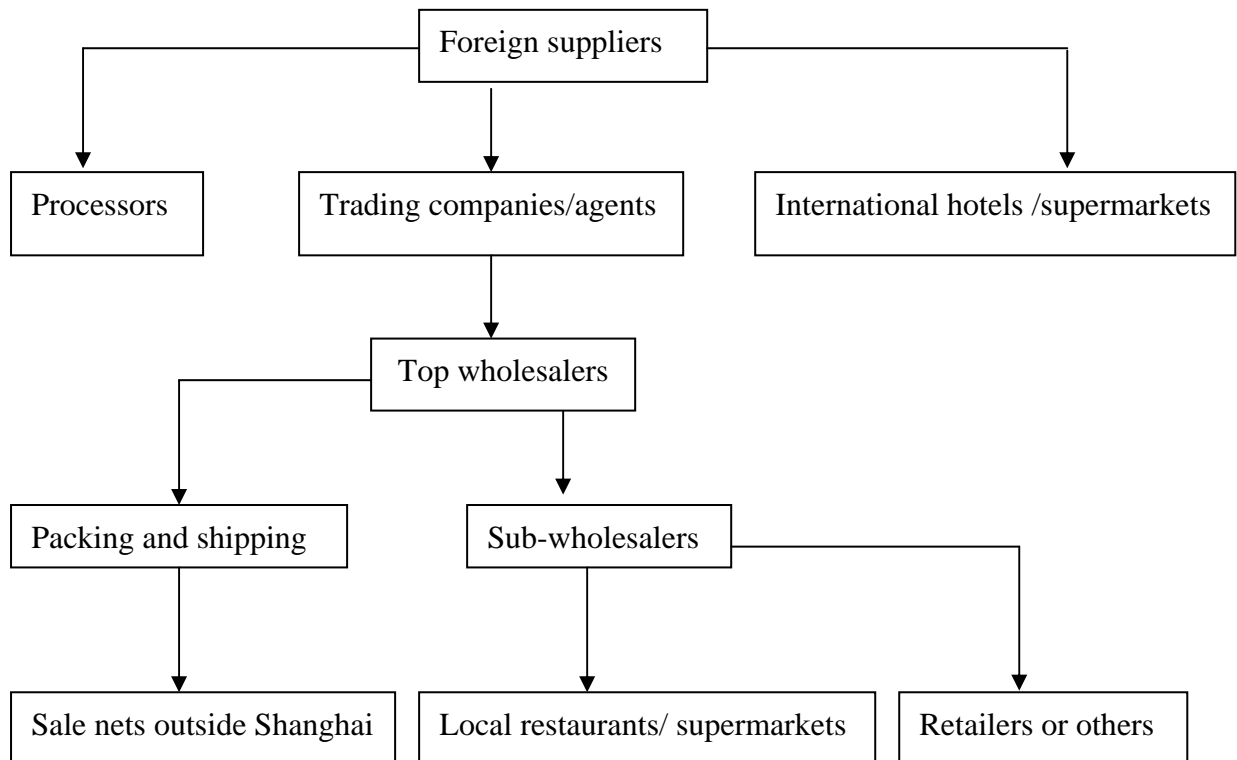 Foreign suppliers
Processors
Trading companies/agents
International hotels /supermarkets
Top wholesalers
Packing and shipping
Sub-wholesalers
Sale nets outside Shanghai
Local restaurants/ supermarkets
Retailers or others